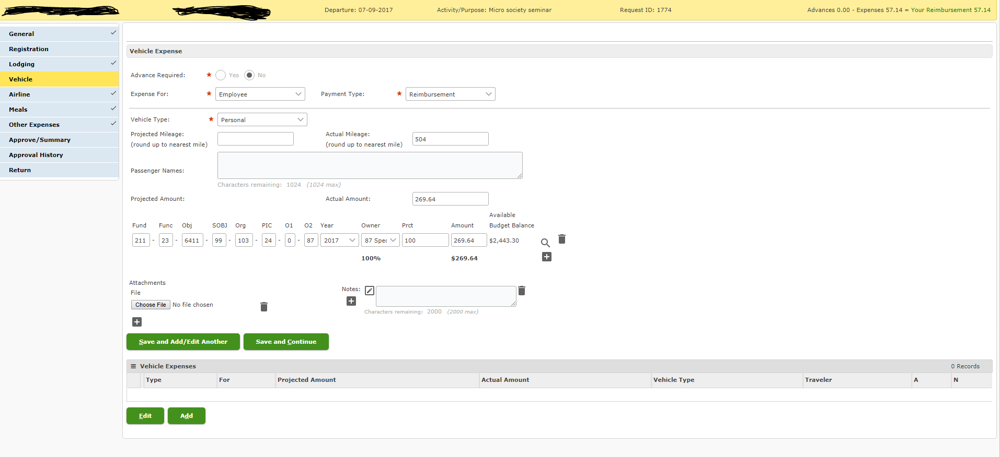 Departure: 07-09-2017 Activity/Purpose: Micro society seminar Request ID: 1774 Advances 0.00 - Expenses 57.14 = Your Reimbursement 57.14
General
Registration
Lodging
Vehicle
Airline
Meals
Other Expenses
Approve/Summary
Approval History
Return
Vehicle Expense
Advance Required: Yes No
Expense For: Employee Payment Type: Reimbursement
Vehicle Type: Personal
Projected Mileage: Actual Mileage:
(round up to nearest mile) (round up to nearest mile) 504
Passenger Names:
Characters remaining: 1024 (1024 max)
Projected Amount: Actual Amount: 269.64
Available
Fund Func Obj SOBJ Org PIC O1 O2 Year Owner Prct Amount Budget Balance
211 - 23 - 6411 - 99 - 103 - 24 - 0 - 87 2017 87 Spec 100 269.64 $2,443.30
100% $269.64
Attachments
File Notes:
Choose File No file chosen
Characters remaining: 2000 (2000 max)
Save and Add/Edit Another Save and Continue
Vehicle Expenses 0 Records
Type For Projected Amount Actual Amount Vehicle Type Traveler A N
Edit Add